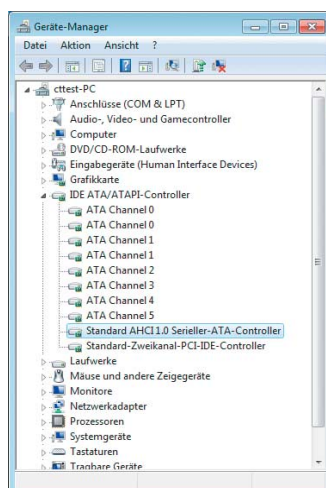 Geräte-Manager
Datei Aktion Ansicht ?
cttest-PC
Anschlüsse (COM & LPT)
Audio-, Video- und Gamecontroller
Computer
DVD/CD-ROM-Laufwerke
Eingabegeräte (Human Interface Devices)
Grafikkarte
IDE ATA/ATAPI-Controller
ATA Channel 0
ATA Channel 0
ATA Channel 1
ATA Channel 1
ATA Channel 2
ATA Channel 3
ATA Channel 4
ATA Channel 5
Standard AHCI 1.0 Serieller-ATA-Controller
Standard-Zweikanal-PCI-IDE-Controller
Laufwerke
Mäuse und andere Zeigegeräte
Monitore
Netzwerkadapter
Prozessoren
Systemgeräte
Tastaturen
Tragbare Geräte